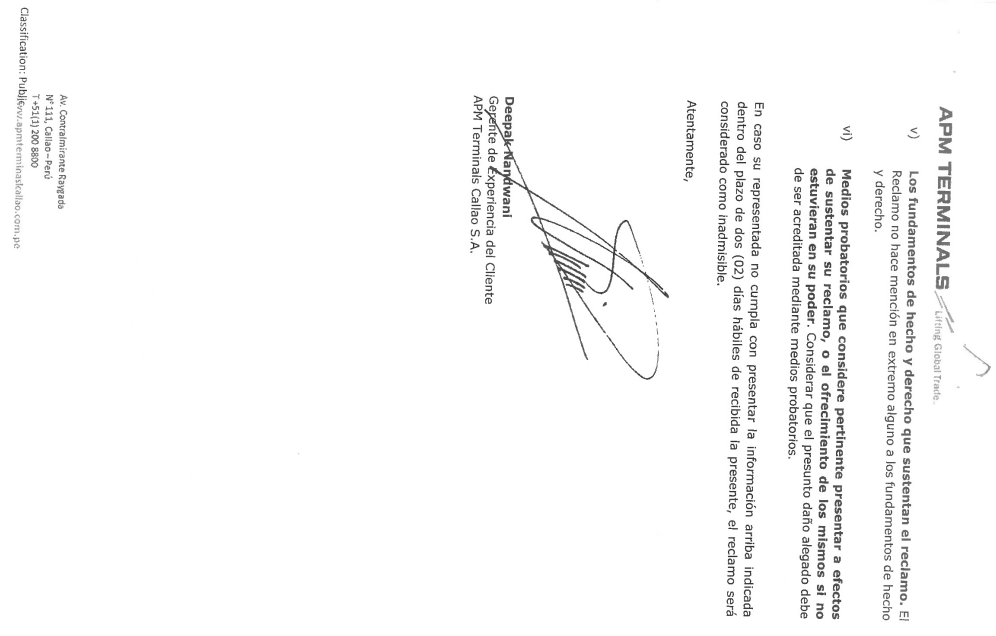 APM TERMINALS
Lifting Global Trade.
v) Los fundamentos de hecho y derecho que sustentan el reclamo. El
Reclamo no hace mención en extremo alguno a los fundamentos de hecho
y derecho.
vi) Medios probatorios que considere pertinente presentar a efectos
de sustentar su reclamo, o el ofrecimiento de los mismos si no
estuvieran en su poder. Considerar que el presunto daño alegado debe
de ser acreditada mediante medios probatorios.
En caso su representada no cumpla con presentar la información arriba indicada
dentro del plazo de dos (02) días hábiles de recibida la presente, el reclamo será
considerado como inadmisible.
Atentamente,
Deepak Nandwani
Gerente de Experiencia del Cliente
APM Terminals Callao S.A.
Av. Contralmirante Raygada
N° 111, Callao – Perú
T +51(1) 200 8800
www.apmterminalscallao.com.pe
Classification: Public